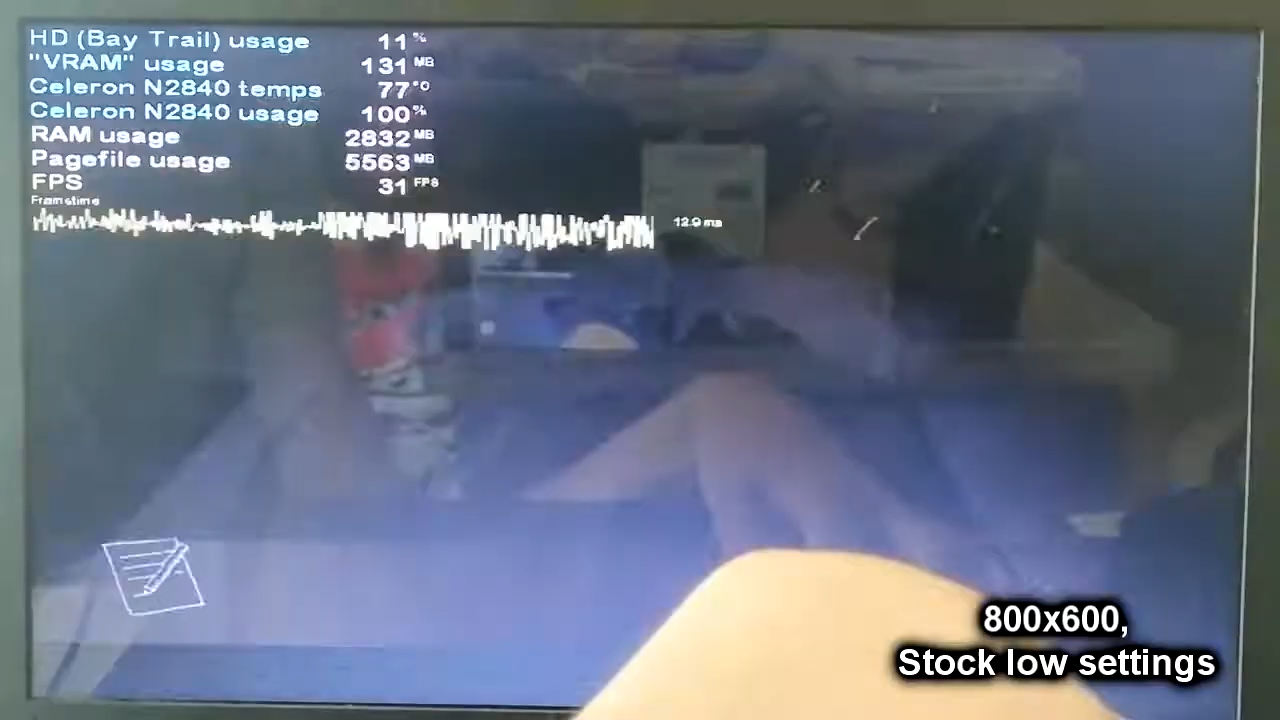 HD (Bay Trail) usage 11 %
"VRAM" usage 131 MB
Celeron N2840 temps 77 °C
Celeron N2840 usage 100 %
RAM usage 2832 MB
Pagefile usage 5563 MB
FPS 31 FPS
Framstime
12.9 ms
800x600,
Stock low settings